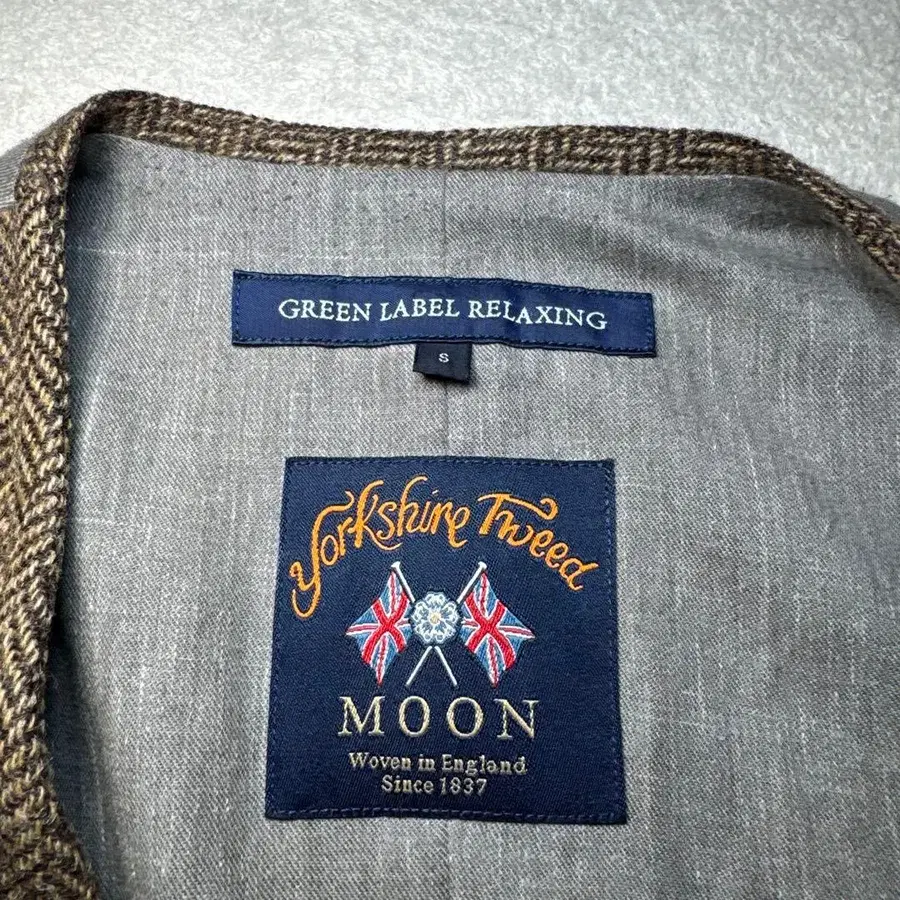 GREEN LABEL RELAXING
S
Yorkshire Tweed
MOON
Woven in England
Since 1837